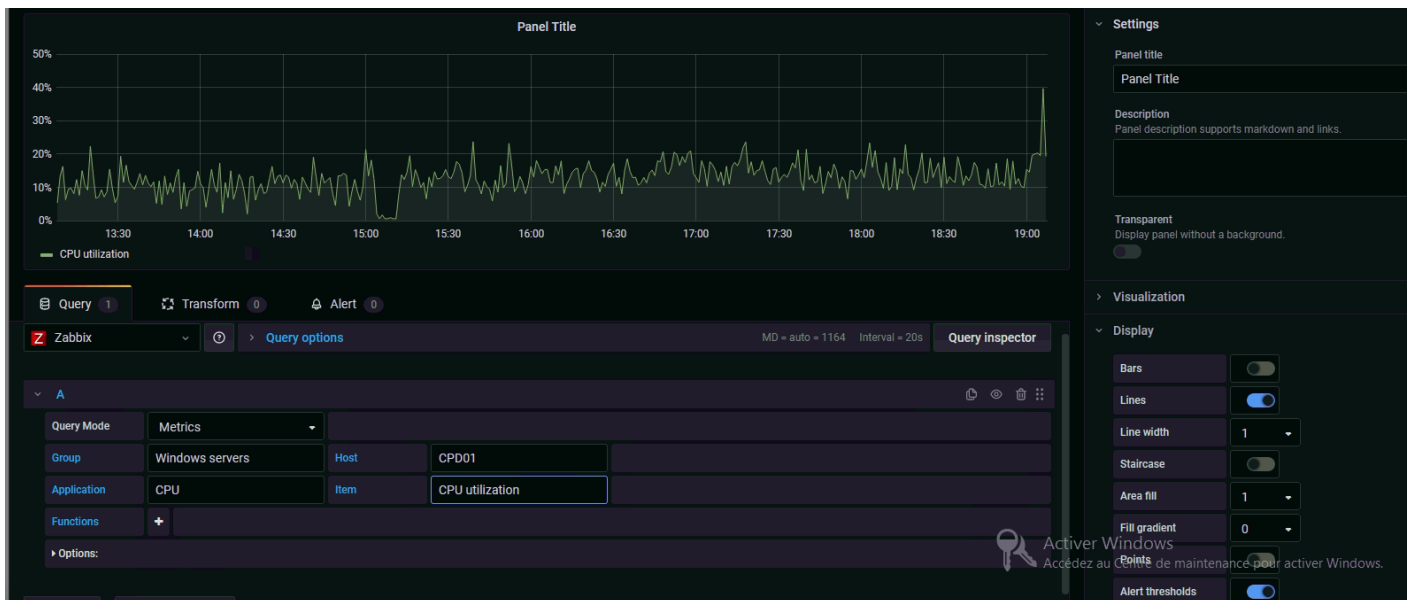 Panel Title
50%
40%
30%
20%
10%
0%
13:30 14:00 14:30 15:00 15:30 16:00 16:30 17:00 17:30 18:00 18:30 19:00
CPU utilization
Query 1 Transform 0 Alert 0
Z Zabbix Query options MD = auto = 1164 Interval = 20s Query inspector
A
Query Mode Metrics
Group Windows servers Host CPD01
Application CPU Item CPU utilization
Functions
Options:
Settings
Panel title
Panel Title
Description
Panel description supports markdown and links.
Transparent
Display panel without a background.
Visualization
Display
Bars
Lines
Line width 1
Staircase
Area fill 1
Fill gradient 0
Points
Alert thresholds
Activer Windows
Accédez au Centre de maintenance pour activer Windows.